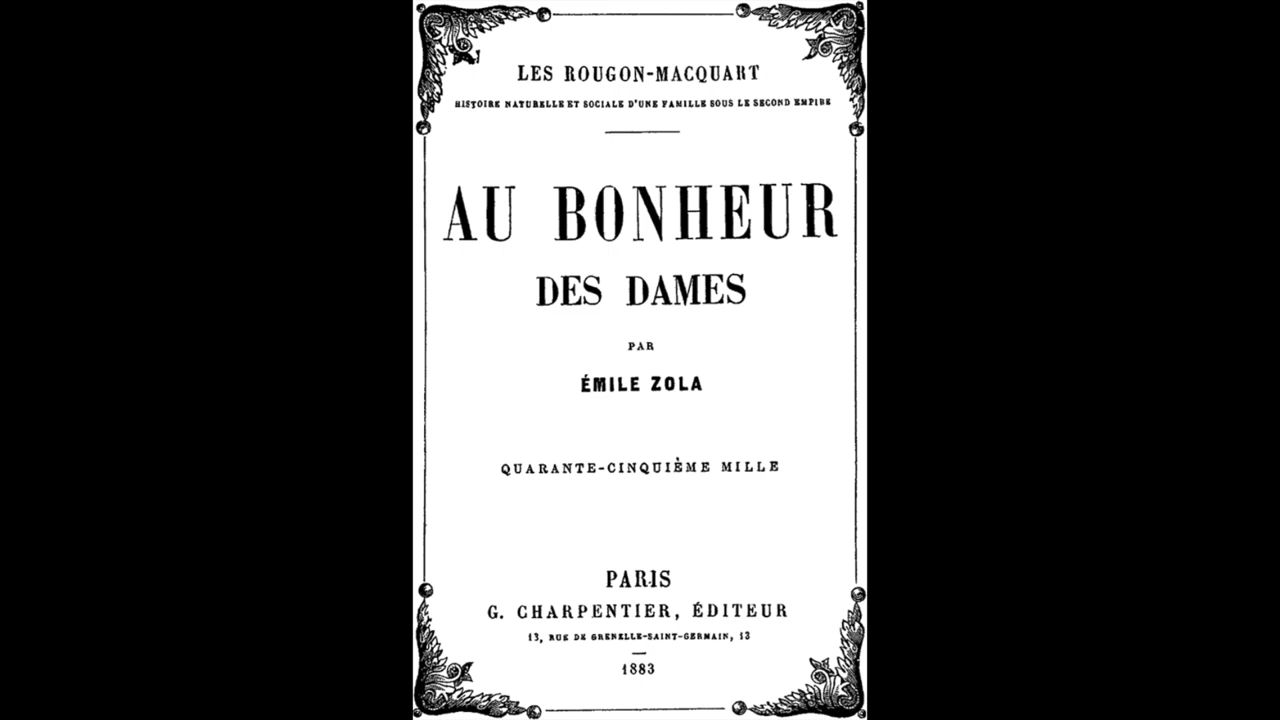 LES ROUGON-MACQUART
HISTOIRE NATURELLE ET SOCIALE D'UNE FAMILLE SOUS LE SECOND EMPIRE
AU BONHEUR
DES DAMES
PAR
ÉMILE ZOLA
QUARANTE-CINQUIÈME MILLE
PARIS
G. CHARPENTIER, ÉDITEUR
13, RUE DE GRENELLE-SAINT-GERMAIN, 13
1883